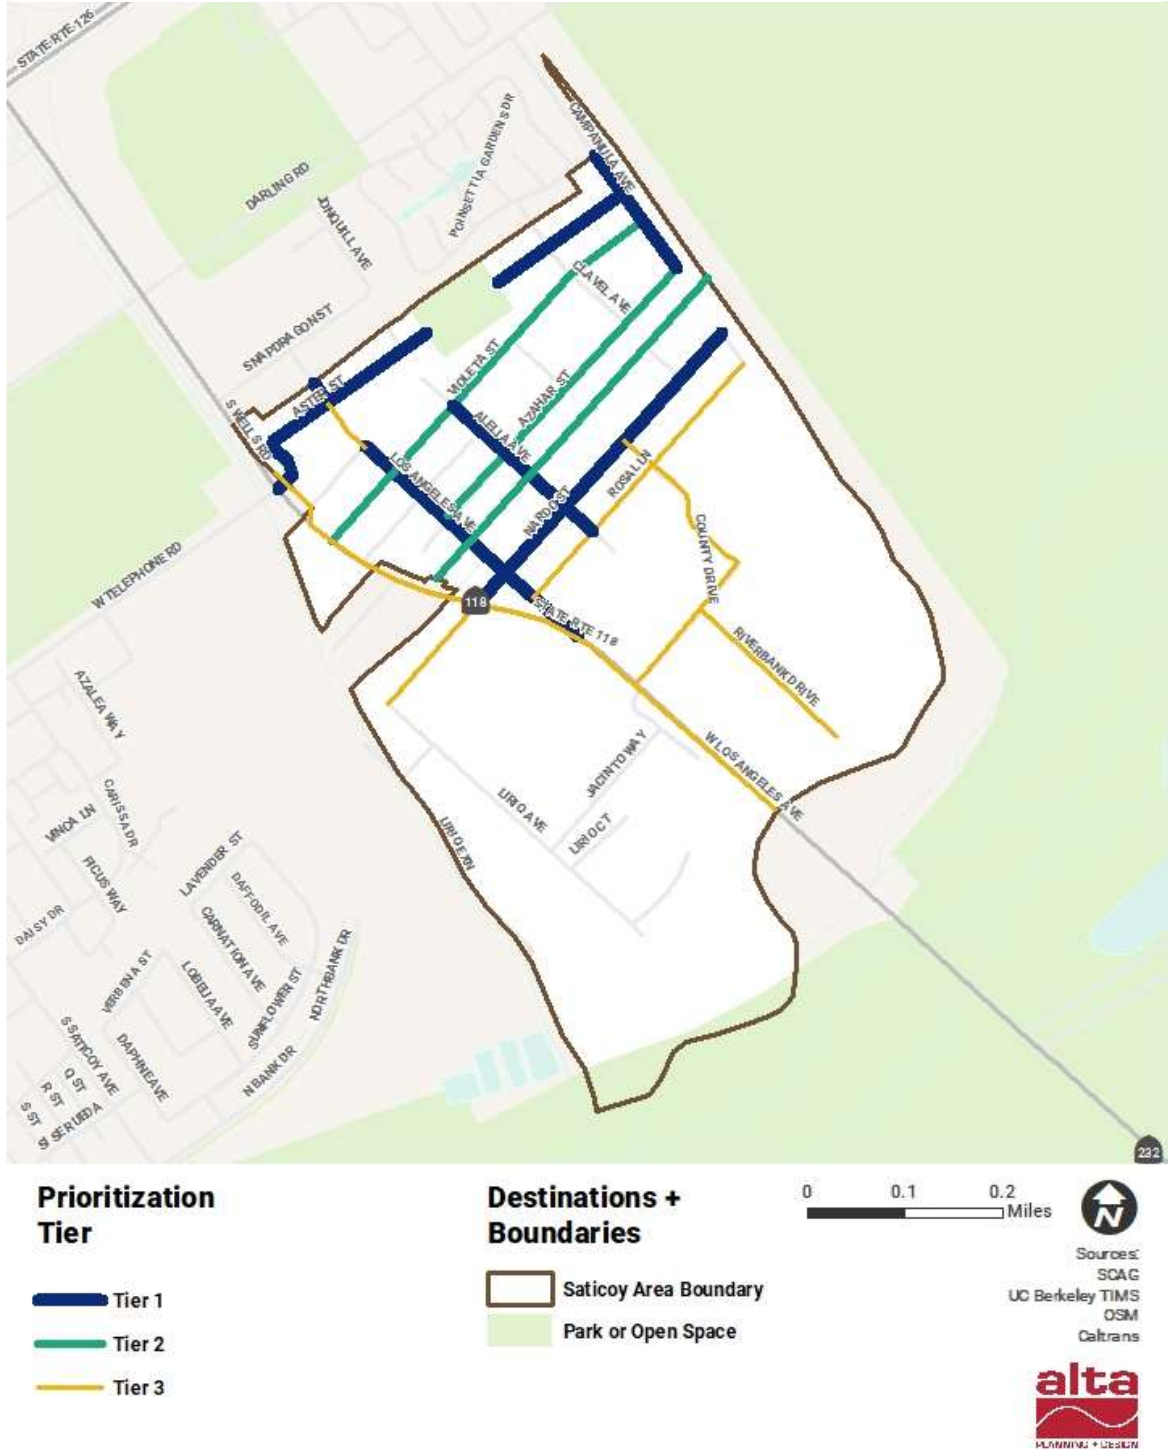 STATE RTE 126
CAMPANULA AVE
POINSETTIA GARDENS DR
DARLING RD
JONQUILL AVE
CLAVEL AVE
SNAPDRAGON ST
VIOLETA ST
ASTER ST
AZAHAR ST
S WELLS RD
ALELIA AVE
LOS ANGELES AVE
ROSAL LN
NARDO ST
COUNTY DRIVE
W TELEPHONE RD
118
STATE RTE 118
RIVERBANK DRIVE
AZALEA WAY
W LOS ANGELES AVE
JACINTO WAY
CARISSA DR
LIRIO AVE
VINCA LN
LIRIO CT
LAVENDER ST
FICUS WAY
DAFFODIL AVE
DAISY DR
CARNATION AVE
NORTHBANK DR
VERBENA ST
LOBELIA AVE
SUNFLOWER ST
S SATICOY AVE
DAPHNE AVE
N BANK DR
Q ST
R ST
S ST
232
Prioritization
Tier
Tier 1
Tier 2
Tier 3
Destinations +
Boundaries
Saticoy Area Boundary
Park or Open Space
0 0.1 0.2
Miles
N
Sources:
SCAG
UC Berkeley TIMS
OSM
Caltrans
alta
PLANNING + DESIGN